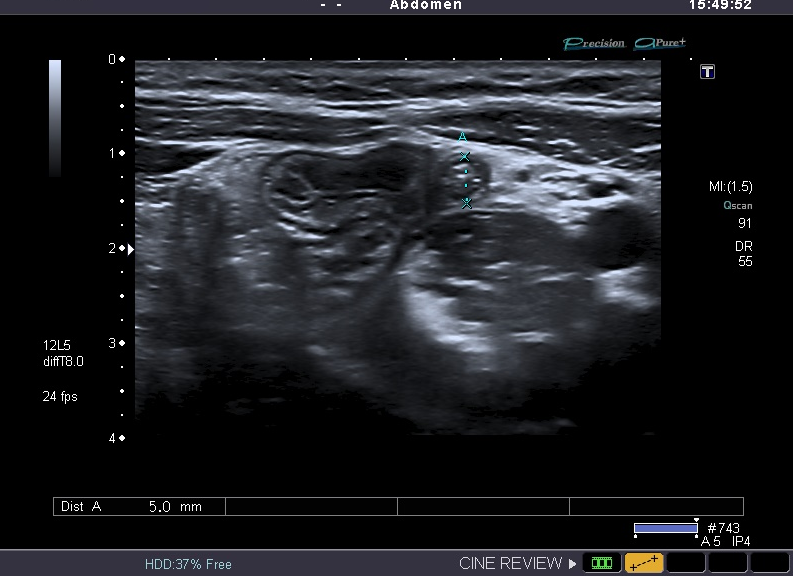 - - Abdomen 15:49:52
Precision APure+
T
0
A
1
MI:(1.5)
Qscan
91
DR
55
2
12L5
diffT8.0
3
24 fps
4
Dist A 5.0 mm
#743
A 5 IP4
HDD:37% Free
CINE REVIEW